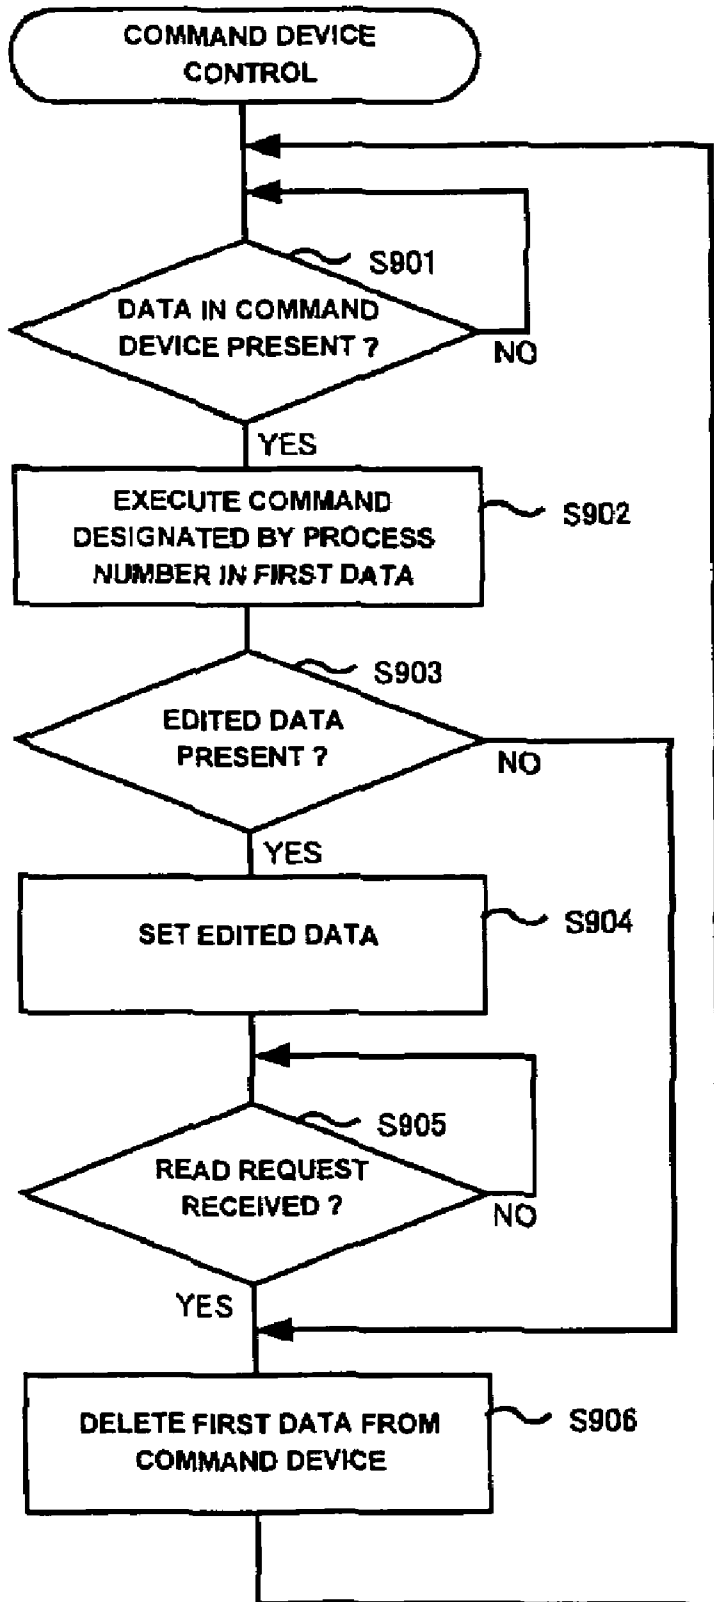 COMMAND DEVICE
CONTROL
S901
DATA IN COMMAND
DEVICE PRESENT ?
NO
YES
EXECUTE COMMAND
DESIGNATED BY PROCESS
NUMBER IN FIRST DATA
S902
S903
EDITED DATA
PRESENT ?
NO
YES
SET EDITED DATA
S904
S905
READ REQUEST
RECEIVED ?
NO
YES
DELETE FIRST DATA FROM
COMMAND DEVICE
S906